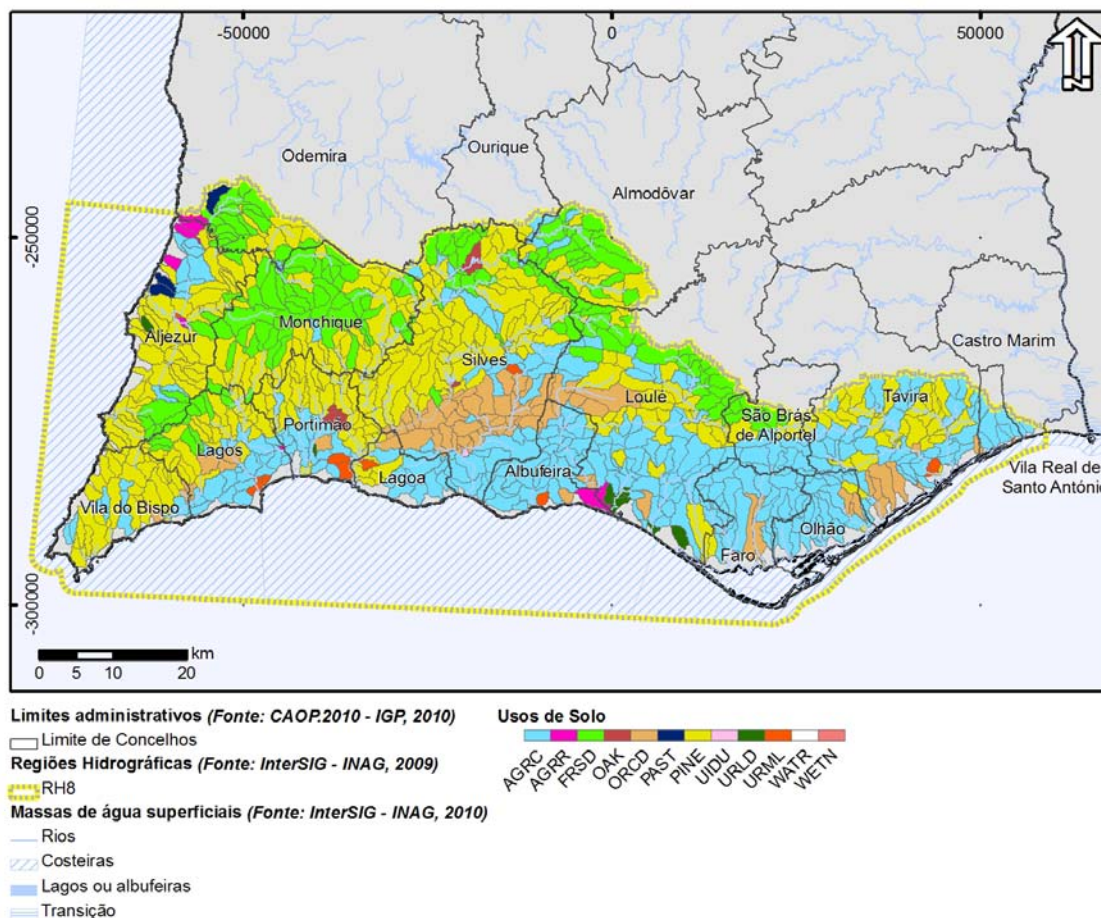 -50000 0 50000
N
Odemira
Ourique
Almodôvar
-250000
Monchique
Aljezur
Castro Marim
Silves
Loulé
Tavira
Portimão
São Brás
de Alportel
Lagos
Lagoa
Albufeira
Vila Real de
Santo Antóni
Vila do Bispo
Olhão
Faro
-300000
km
0 5 10 20
Limites administrativos (Fonte: CAOP.2010 - IGP, 2010)
Limite de Concelhos
Regiões Hidrográficas (Fonte: InterSIG - INAG, 2009)
RH8
Massas de água superficiais (Fonte: InterSIG - INAG, 2010)
Rios
Costeiras
Lagos ou albufeiras
Transição
Usos de Solo
AGRC
AGRR
FRSD
OAK
ORCD
PAST
PINE
UIDU
URLD
URML
WATR
WETN